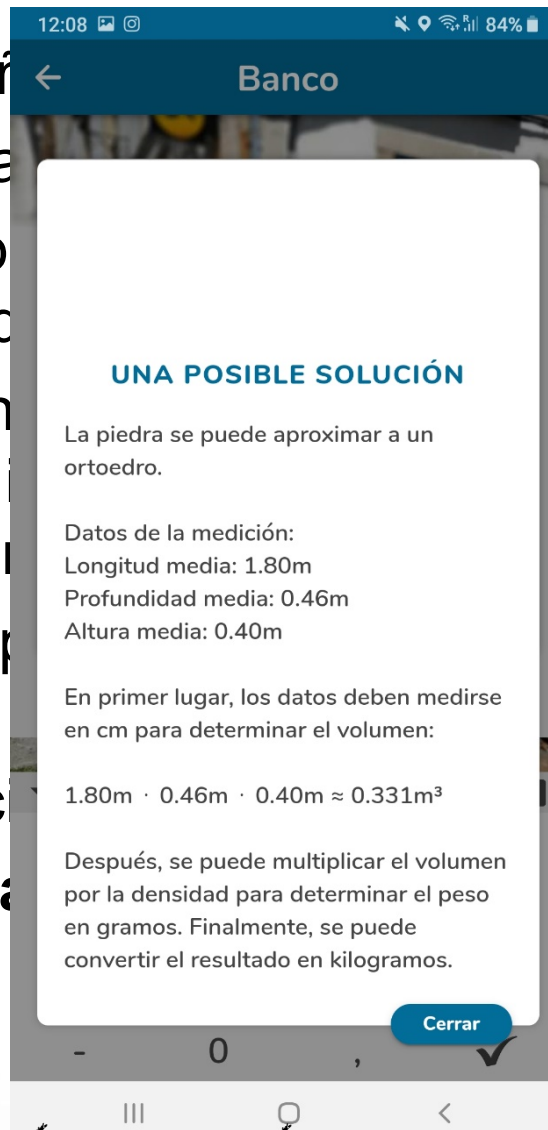 12:08 84%
Banco
UNA POSIBLE SOLUCIÓN
La piedra se puede aproximar a un
ortoedro.
Datos de la medición:
Longitud media: 1.80m
Profundidad media: 0.46m
Altura media: 0.40m
En primer lugar, los datos deben medirse
en cm para determinar el volumen:
1.80m · 0.46m · 0.40m ≈ 0.331m³
Después, se puede multiplicar el volumen
por la densidad para determinar el peso
en gramos. Finalmente, se puede
convertir el resultado en kilogramos.
Cerrar
- 0 ,